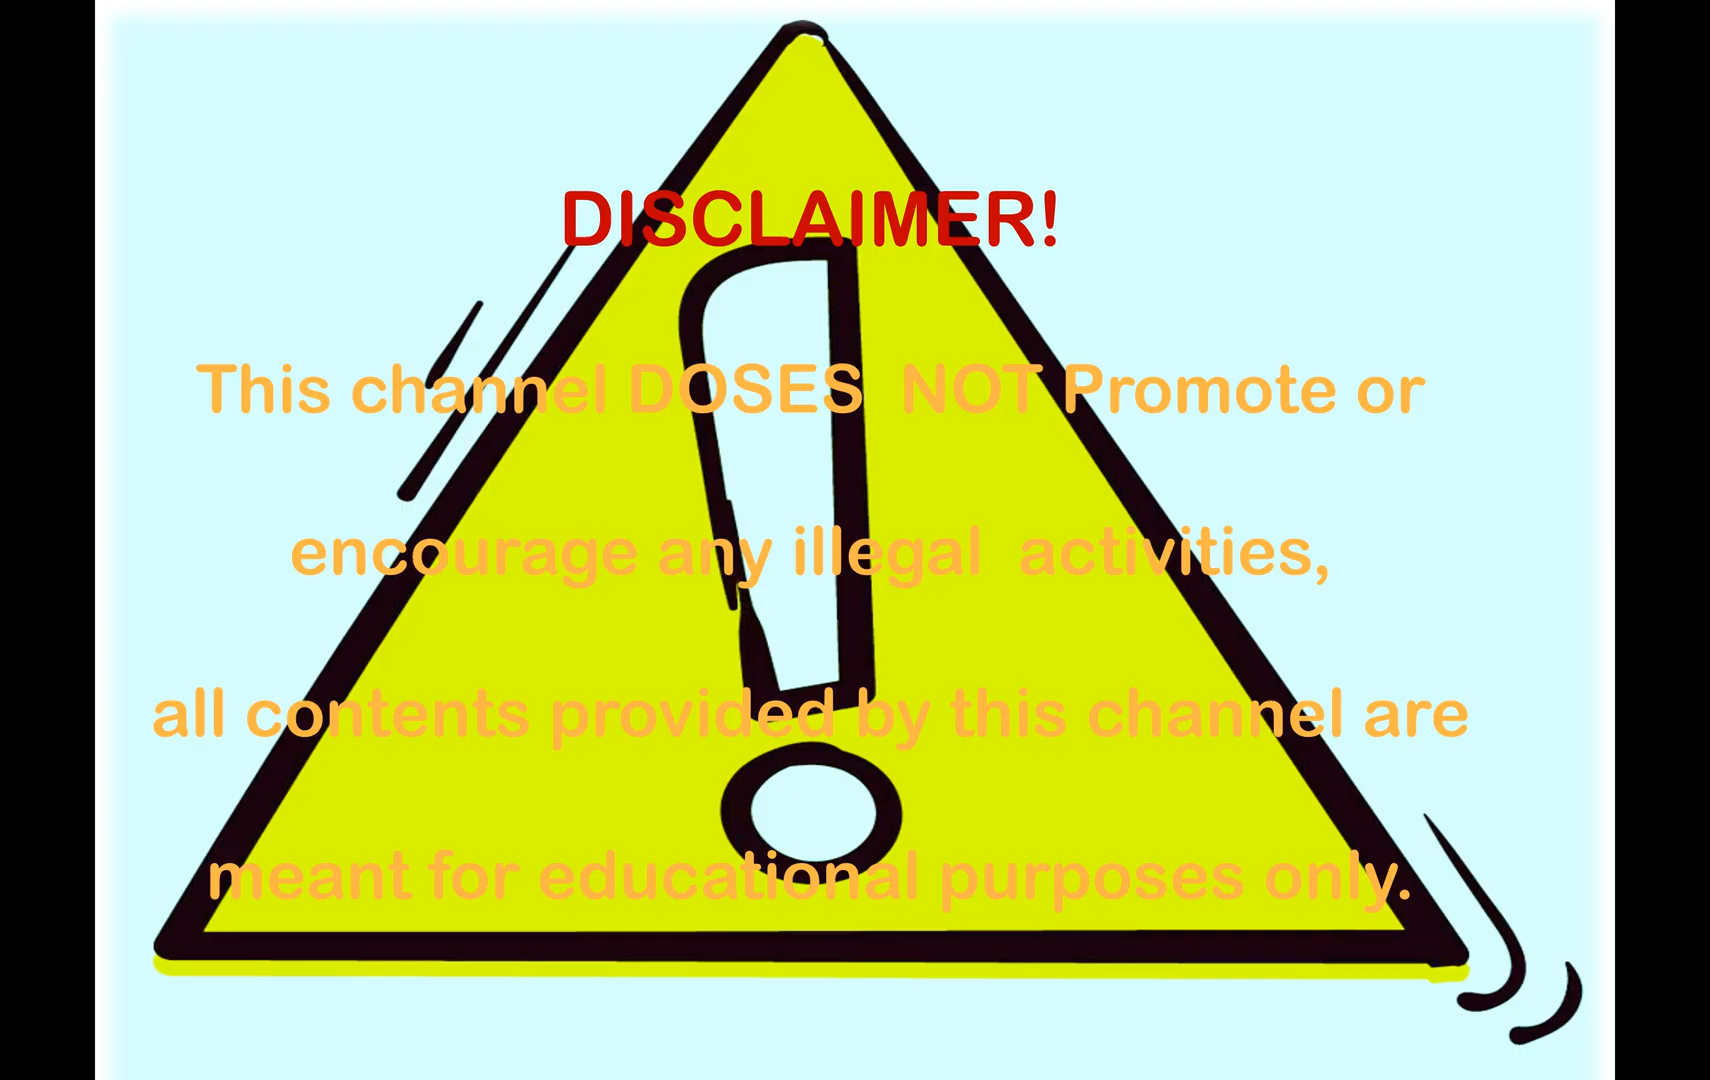 DISCLAIMER!
This channel DOSES  NOT Promote or
encourage any illegal  activities,
all contents provided by this channel are
meant for educational purposes only.